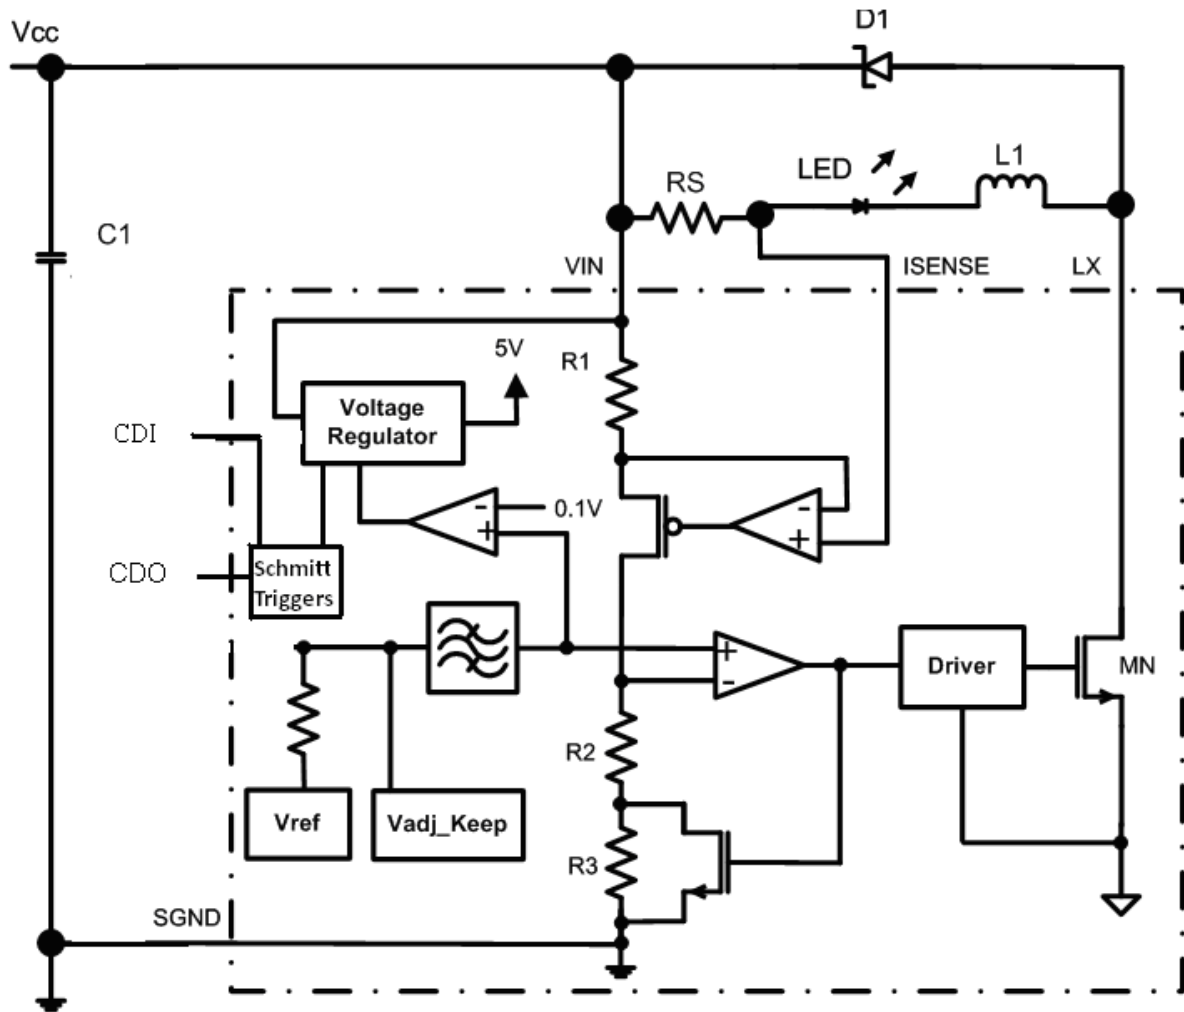 D1
Vcc
LED
L1
RS
C1
VIN
ISENSE
LX
5V
R1
Voltage
Regulator
CDI
-
0.1V
+
-
+
CDO
Schmitt
Triggers
+
-
Driver
MN
R2
Vref
Vadj_Keep
R3
SGND